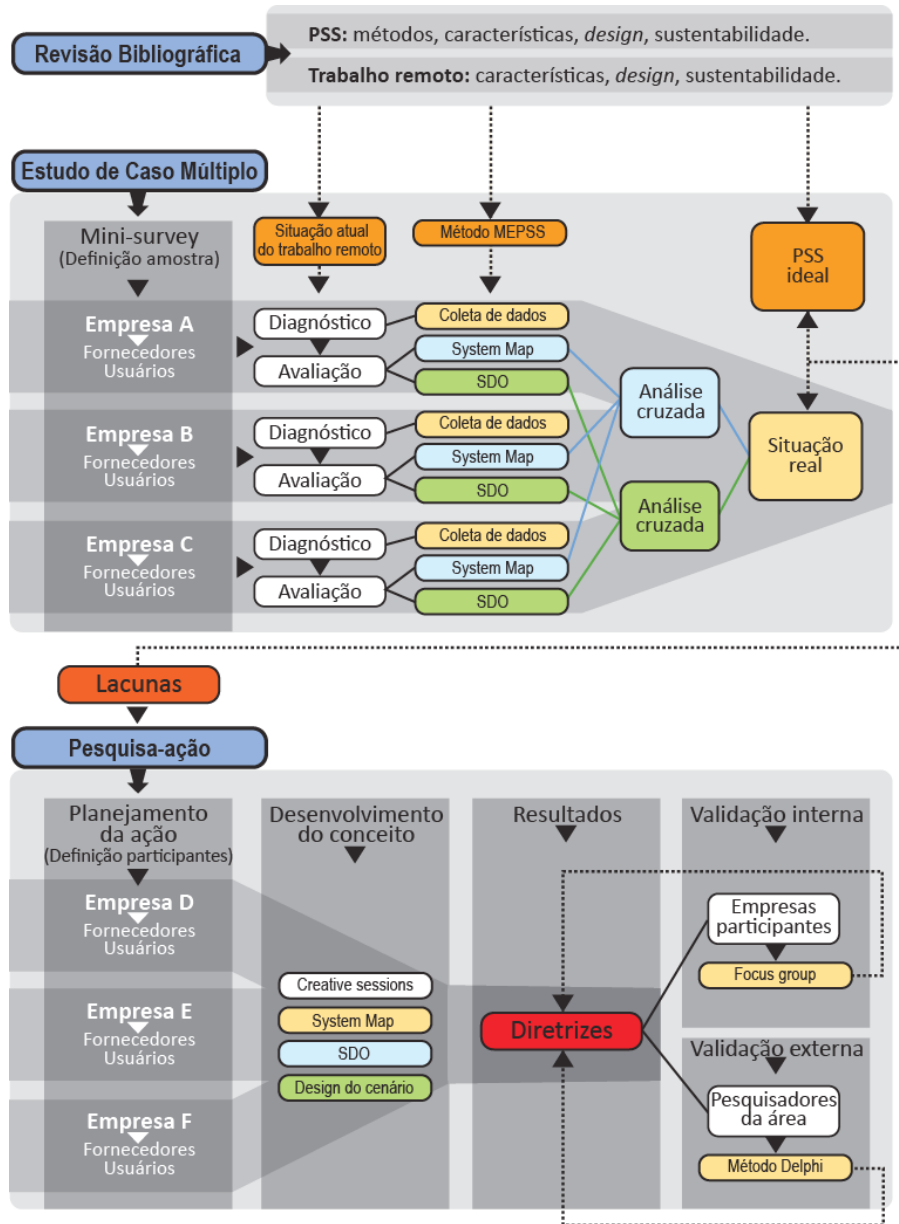 Revisão Bibliográfica
PSS: métodos, características, design, sustentabilidade.
Trabalho remoto: características, design, sustentabilidade.
Estudo de Caso Múltiplo
Mini-survey
(Definição amostra)
Situação atual
do trabalho remoto
Método MEPSS
PSS
ideal
Empresa A
Fornecedores
Usuários
Diagnóstico
Avaliação
Coleta de dados
System Map
SDO
Empresa B
Fornecedores
Usuários
Diagnóstico
Avaliação
Coleta de dados
System Map
SDO
Empresa C
Fornecedores
Usuários
Diagnóstico
Avaliação
Coleta de dados
System Map
SDO
Análise
cruzada
Análise
cruzada
Situação
real
Lacunas
Pesquisa-ação
Planejamento
da ação
(Definição participantes)
Empresa D
Fornecedores
Usuários
Empresa E
Fornecedores
Usuários
Empresa F
Fornecedores
Usuários
Desenvolvimento
do conceito
Creative sessions
System Map
SDO
Design do cenário
Resultados
Diretrizes
Validação interna
Empresas
participantes
Focus group
Validação externa
Pesquisadores
da área
Método Delphi